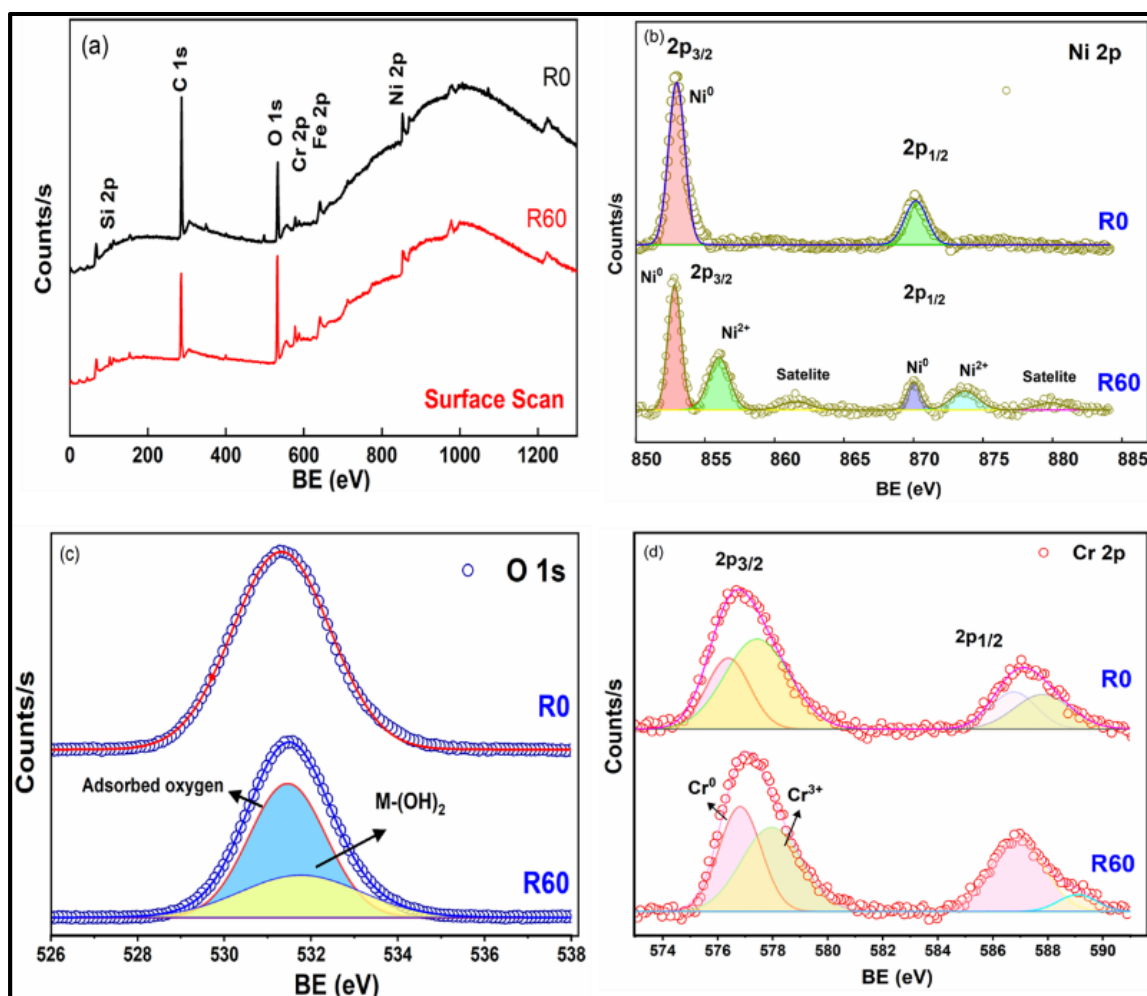 (a)
Si 2p
C 1s
O 1s
Cr 2p
Fe 2p
Ni 2p
R0
R60
Surface Scan
Counts/s
0 200 400 600 800 1000 1200
BE (eV)
(b)
2p3/2
Ni 2p
Ni0
2p1/2
R0
Ni0
2p3/2
2p1/2
Ni2+
Satelite
Ni0
Ni2+
Satelite
R60
Counts/s
850 855 860 865 870 875 880 885
BE (eV)
(c)
O 1s
R0
Adsorbed oxygen
M-(OH)2
R60
Counts/s
526 528 530 532 534 536 538
BE (eV)
(d)
Cr 2p
2p3/2
2p1/2
R0
Cr0
Cr3+
R60
Counts/s
574 576 578 580 582 584 586 588 590
BE (eV)